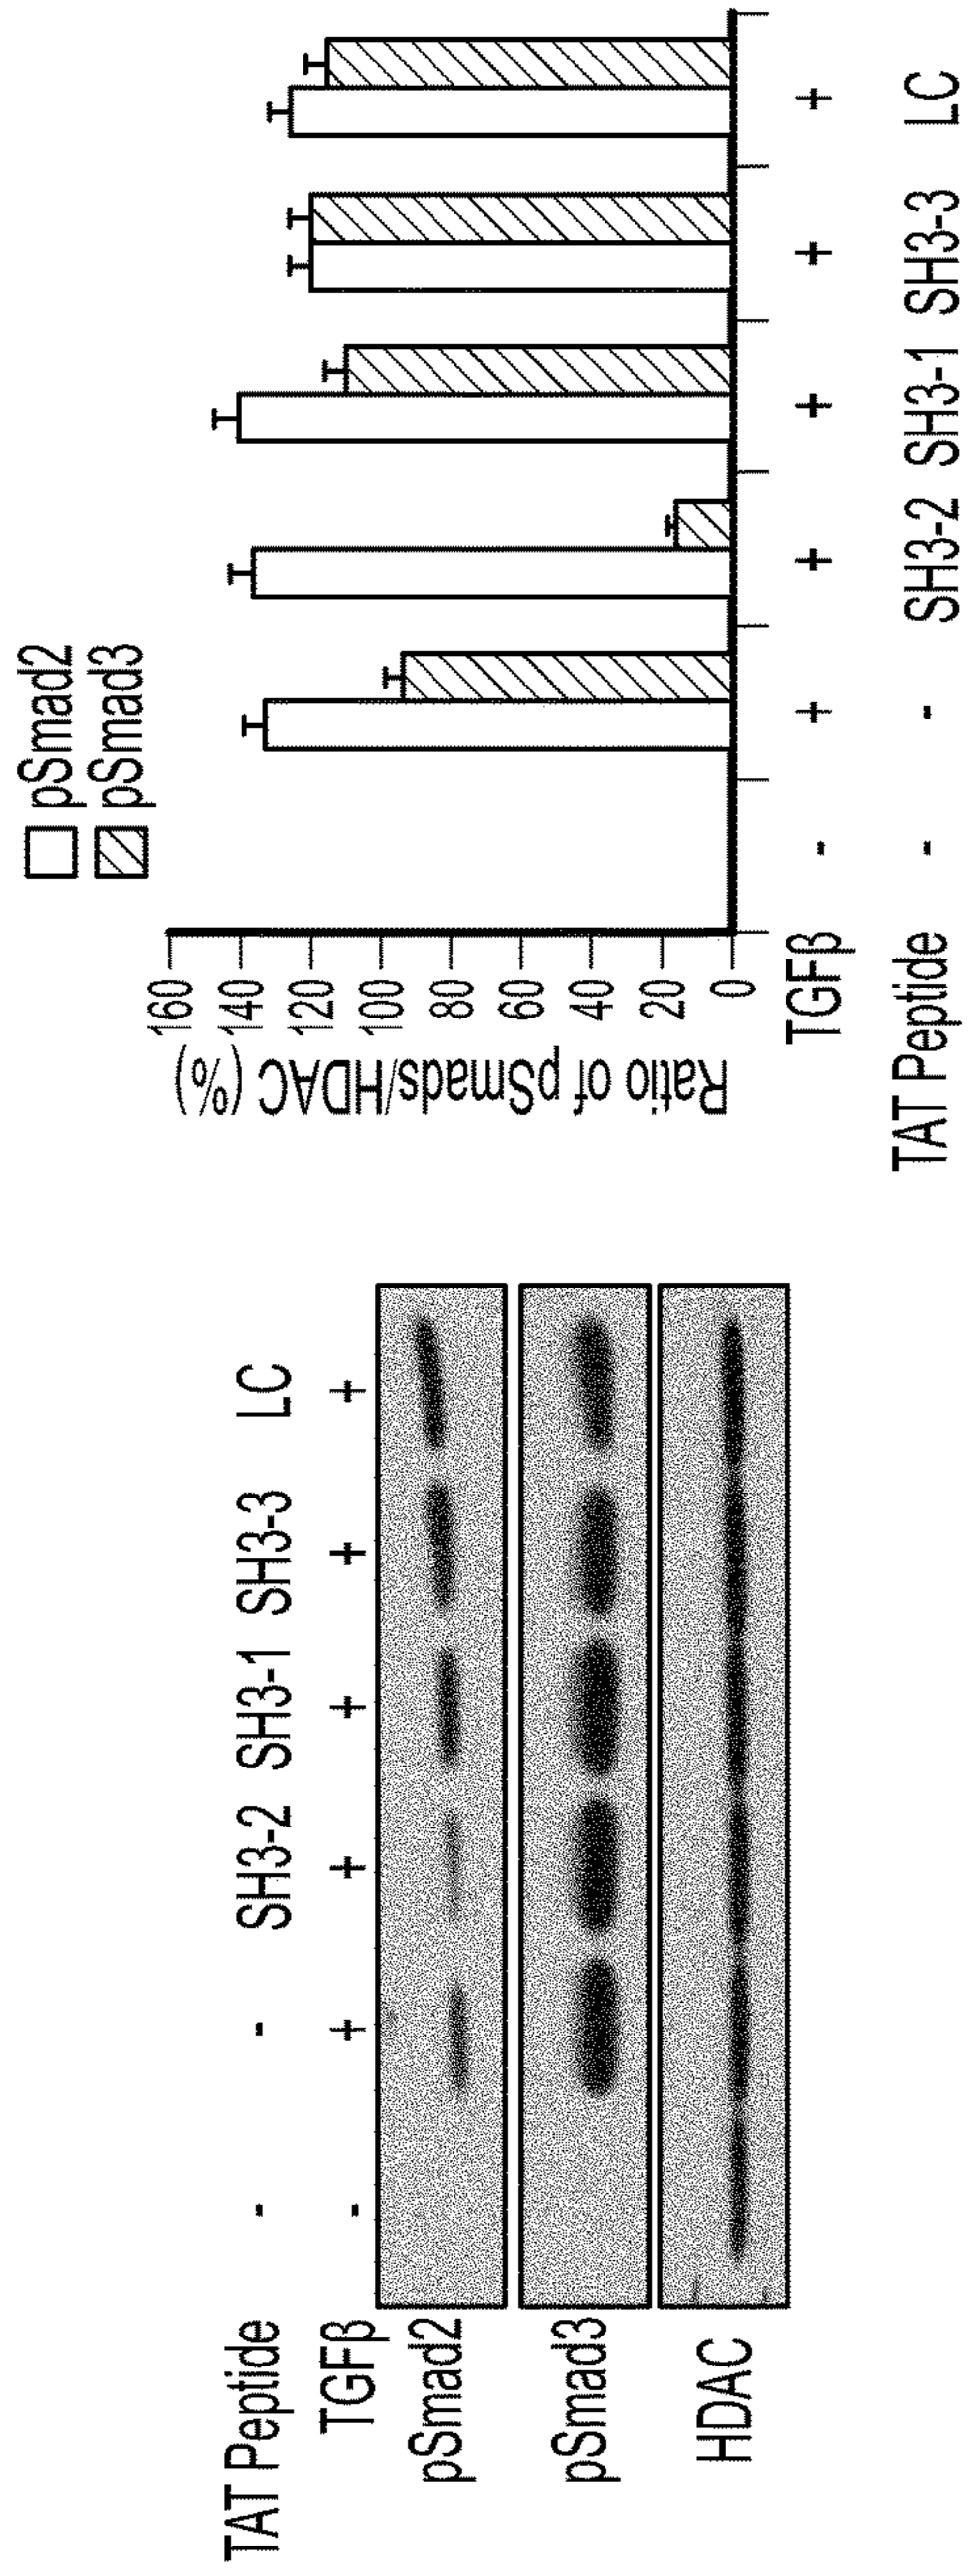 TAT Peptide - - SH3-2 SH3-1 SH3-3 LC
TGFβ - + + + + +
pSmad2
pSmad3
HDAC
pSmad2
pSmad3
Ratio of pSmads/HDAC (%)
160
140
120
100
80
60
40
20
0
TGFβ - + + + + +
TAT Peptide - - SH3-2 SH3-1 SH3-3 LC